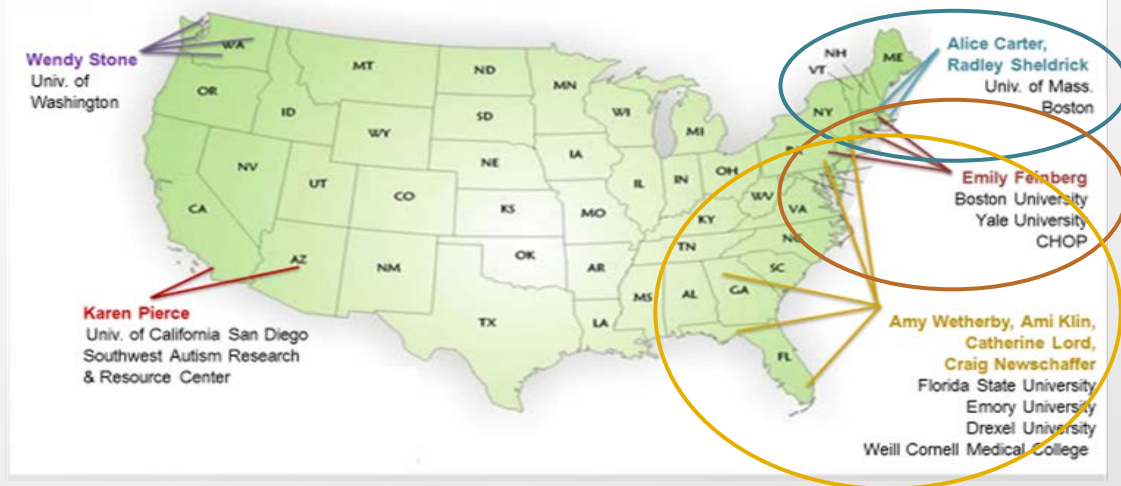 Wendy Stone
Univ. of
Washington
Karen Pierce
Univ. of California San Diego
Southwest Autism Research
& Resource Center
Alice Carter,
Radley Sheldrick
Univ. of Mass.
Boston
Emily Feinberg
Boston University
Yale University
CHOP
Amy Wetherby, Ami Klin,
Catherine Lord,
Craig Newschaffer
Florida State University
Emory University
Drexel University
Weill Cornell Medical College
WA
OR
ID
MT
ND
MN
SD
WY
NV
UT
CA
CO
NE
IA
WI
MI
IL
IN
OH
KS
MO
KY
WV
VA
PA
NY
VT
NH
ME
AZ
NM
OK
AR
TN
NC
SC
TX
LA
MS
AL
GA
FL